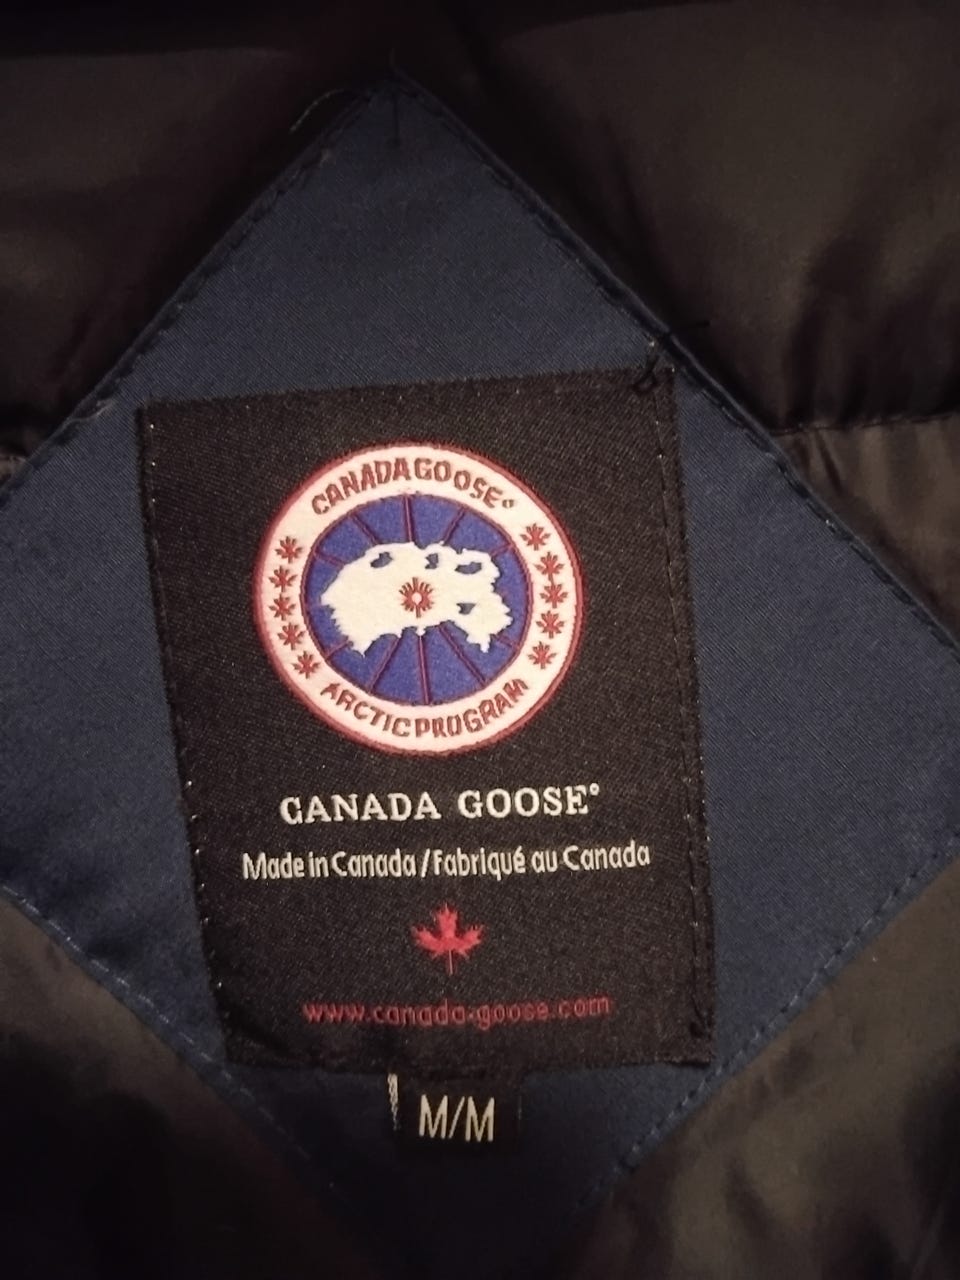 CANADA GOOSE°
ARCTIC PROGRAM
CANADA GOOSE°
Made in Canada / Fabriqué au Canada
www.canada-goose.com
M/M